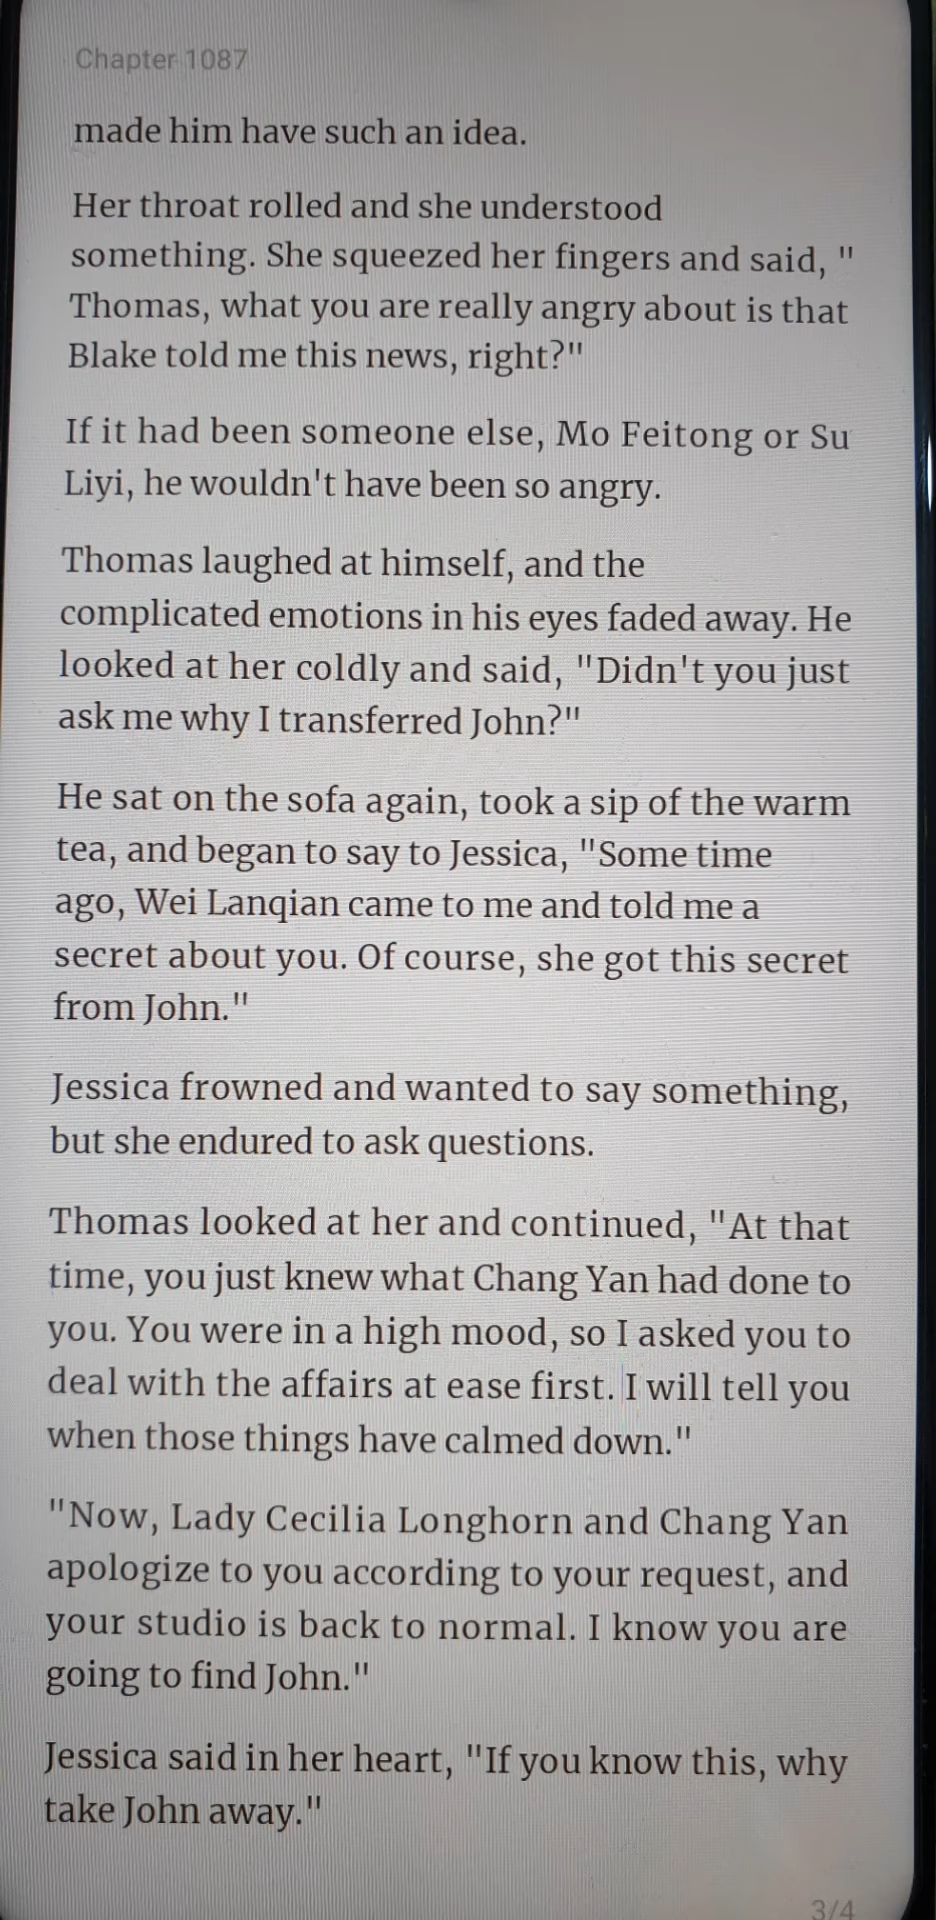 Chapter 1087
made him have such an idea.
Her throat rolled and she understood
something. She squeezed her fingers and said, "
Thomas, what you are really angry about is that
Blake told me this news, right?"
If it had been someone else, Mo Feitong or Su
Liyi, he wouldn't have been so angry.
Thomas laughed at himself, and the
complicated emotions in his eyes faded away. He
looked at her coldly and said, "Didn't you just
ask me why I transferred John?"
He sat on the sofa again, took a sip of the warm
tea, and began to say to Jessica, "Some time
ago, Wei Lanqian came to me and told me a
secret about you. Of course, she got this secret
from John."
Jessica frowned and wanted to say something,
but she endured to ask questions.
Thomas looked at her and continued, "At that
time, you just knew what Chang Yan had done to
you. You were in a high mood, so I asked you to
deal with the affairs at ease first. I will tell you
when those things have calmed down."
"Now, Lady Cecilia Longhorn and Chang Yan
apologize to you according to your request, and
your studio is back to normal. I know you are
going to find John."
Jessica said in her heart, "If you know this, why
take John away."
3/4